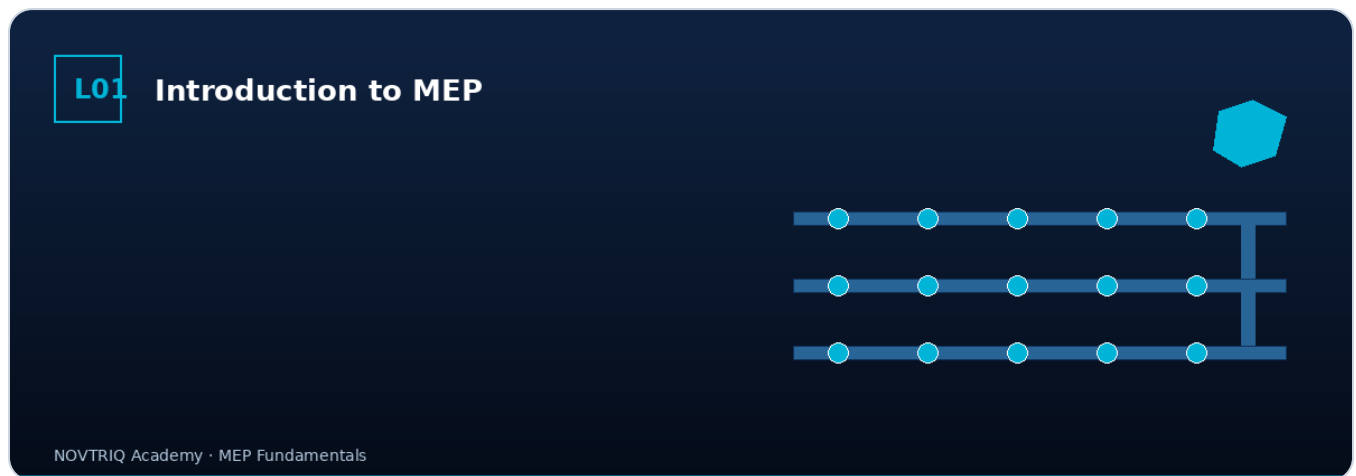 L01
Introduction to MEP
NOVTRIQ Academy · MEP Fundamentals